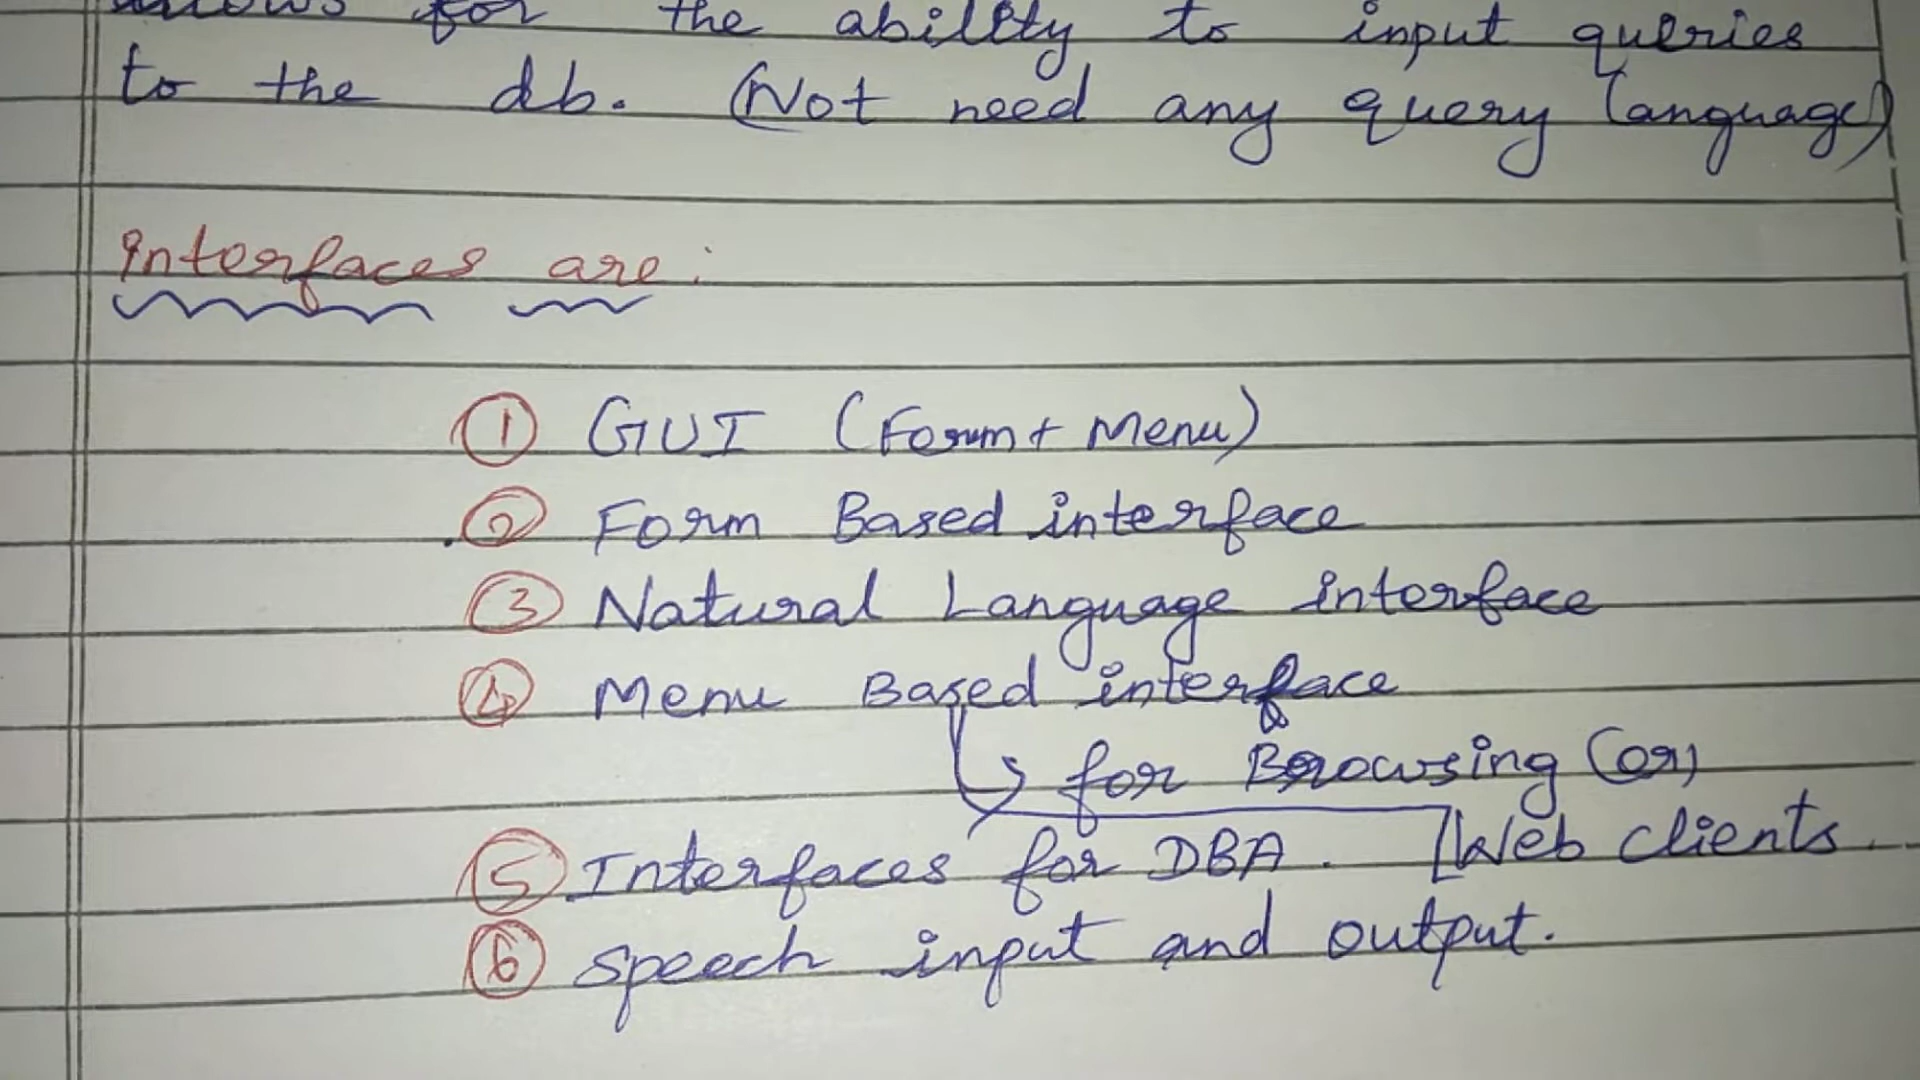 allows for the ability to input queries
to the db. (Not need any query language)
Interfaces are:
① GUI (Form + Menu)
② Form Based interface
③ Natural Language interface
④ Menu Based interface
↳ for Browsing (or)
⑤ Interfaces for DBA. [Web clients.
⑥ speech input and output.